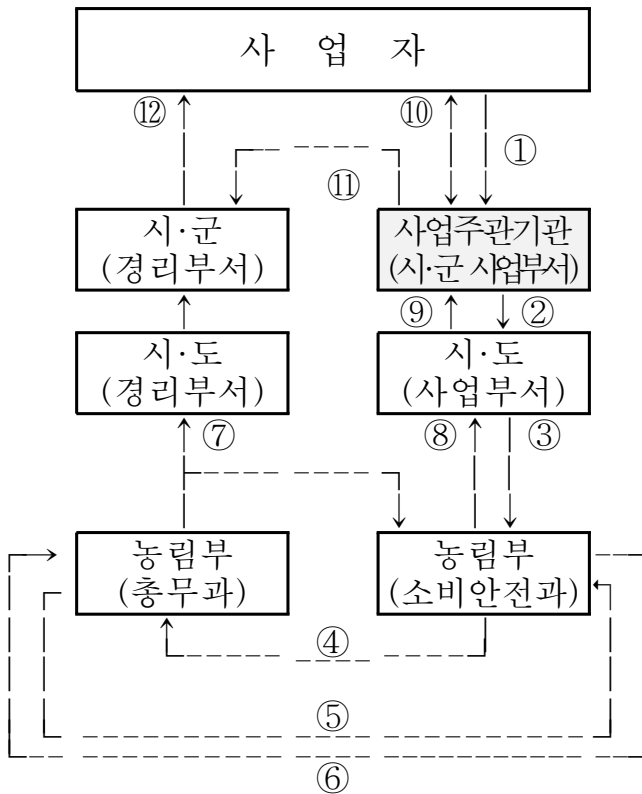 사 업 자
⑫ ⑩
①
⑪
시·군 사업주관기관
(경리부서) (시·군 사업부서)
⑨ ②
시·도 시·도
(경리부서) (사업부서)
⑦ ⑧ ③
농림부 농림부
(총무과) (소비안전과)
④
⑤
⑥